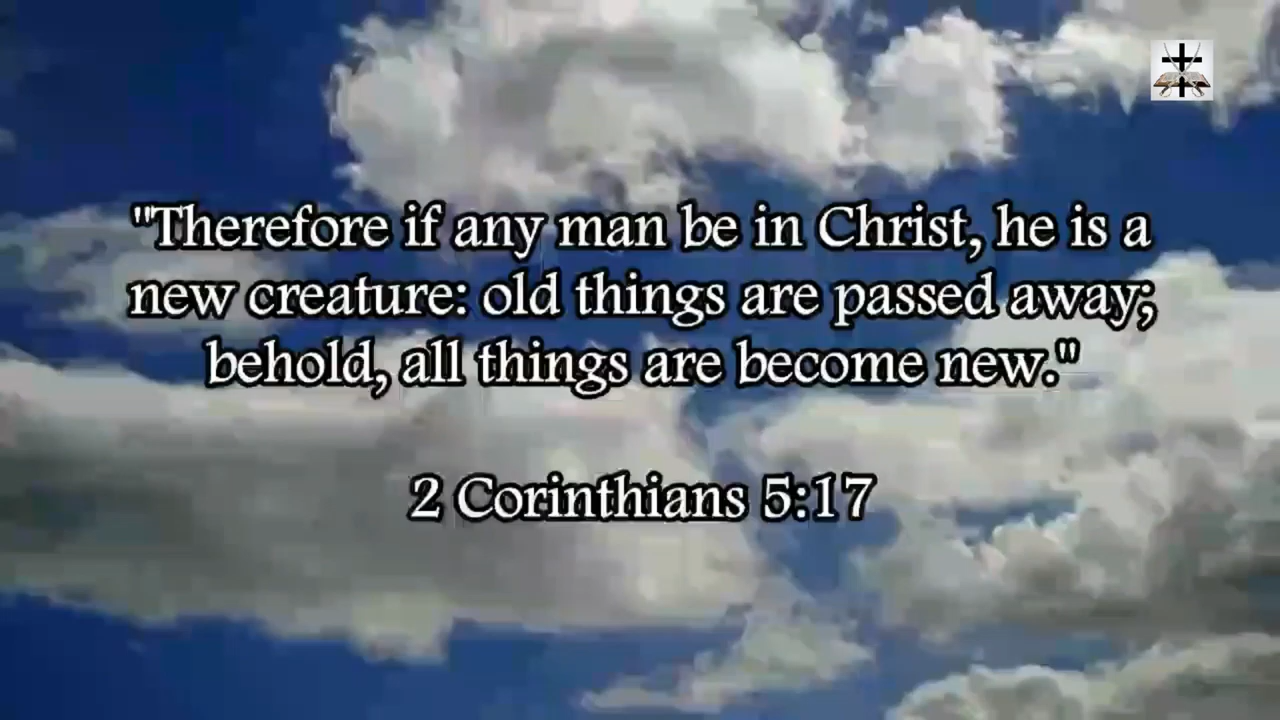 "Therefore if any man be in Christ, he is a
new creature: old things are passed away;
behold, all things are become new."
2 Corinthians 5:17